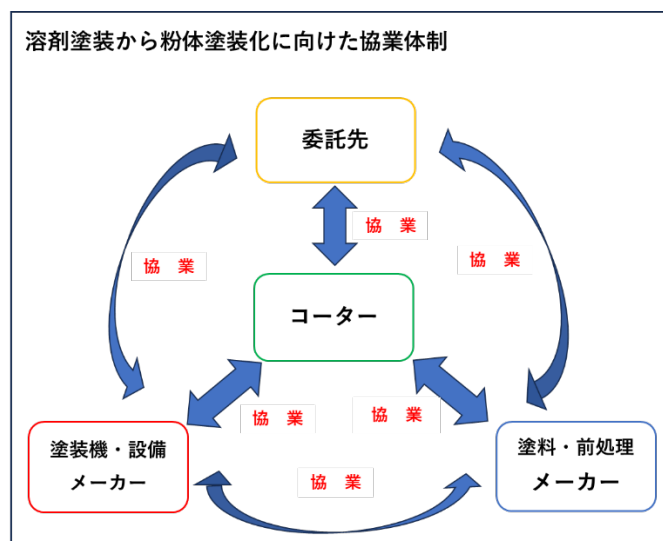 溶剤塗装から粉体塗装化に向けた協業体制
委託先
協　業
協　業
協　業
コーター
協　業
協　業
塗装機・設備
メーカー
協　業
塗料・前処理
メーカー